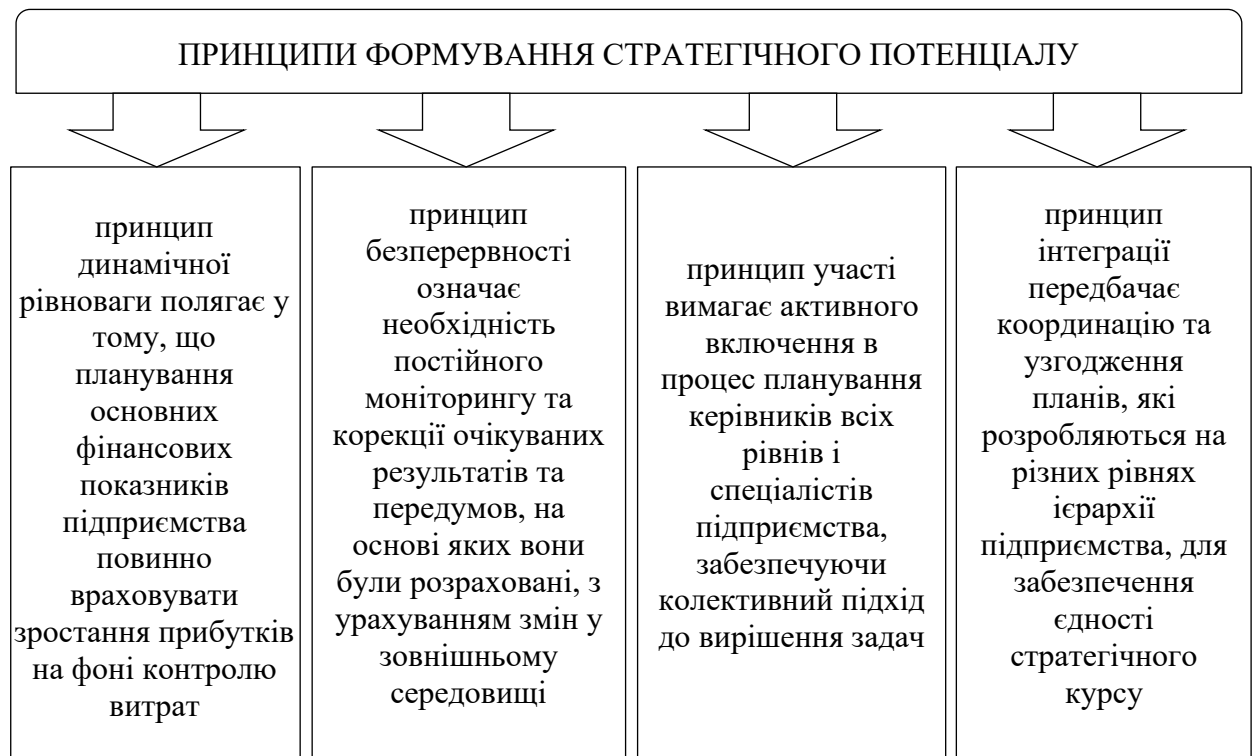 ПРИНЦИПИ ФОРМУВАННЯ СТРАТЕГІЧНОГО ПОТЕНЦІАЛУ
принцип
динамічної
рівноваги полягає у
тому, що
планування
основних
фінансових
показників
підприємства
повинно
враховувати
зростання прибутків
на фоні контролю
витрат
принцип
безперервності
означає
необхідність
постійного
моніторингу та
корекції очікуваних
результатів та
передумов, на
основі яких вони
були розраховані, з
урахуванням змін у
зовнішньому
середовищі
принцип участі
вимагає активного
включення в
процес планування
керівників всіх
рівнів і
спеціалістів
підприємства,
забезпечуючи
колективний підхід
до вирішення задач
принцип
інтеграції
передбачає
координацію та
узгодження
планів, які
розробляються на
різних рівнях
ієрархії
підприємства, для
забезпечення
єдності
стратегічного
курсу